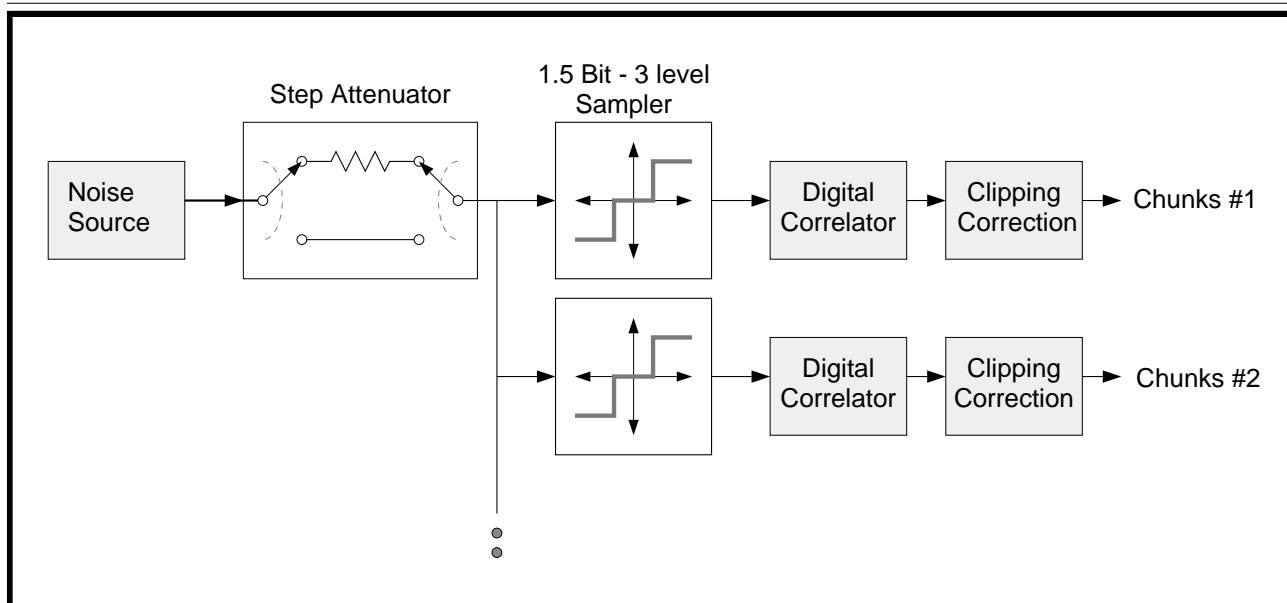 1.5 Bit - 3 level
Sampler
Step Attenuator
Noise
Source
Digital
Correlator
Clipping
Correction
Chunks #1
Digital
Correlator
Clipping
Correction
Chunks #2